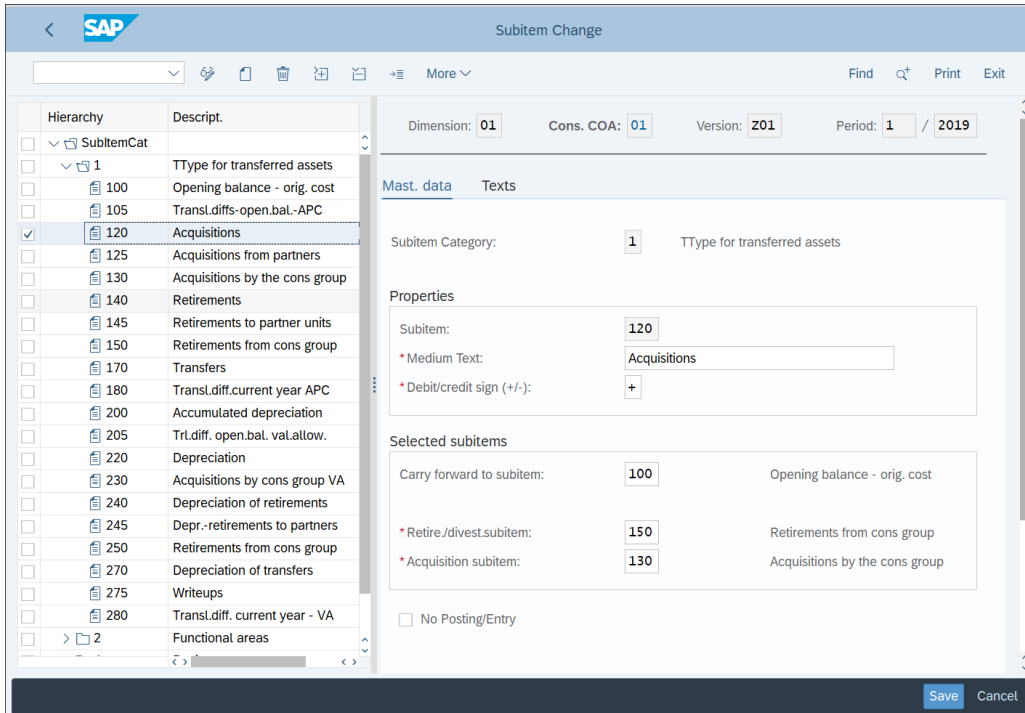 SAP
Subitem Change
More
Find
Print
Exit
Hierarchy Descript.
SubItemCat
1 TType for transferred assets
100 Opening balance - orig. cost
105 Transl.diffs-open.bal.-APC
120 Acquisitions
125 Acquisitions from partners
130 Acquisitions by the cons group
140 Retirements
145 Retirements to partner units
150 Retirements from cons group
170 Transfers
180 Transl.diff.current year APC
200 Accumulated depreciation
205 Trl.diff. open.bal. val.allow.
220 Depreciation
230 Acquisitions by cons group VA
240 Depreciation of retirements
245 Depr.-retirements to partners
250 Retirements from cons group
270 Depreciation of transfers
275 Writeups
280 Transl.diff. current year - VA
2 Functional areas
Dimension: 01 Cons. COA: 01 Version: Z01 Period: 1 / 2019
Mast. data Texts
Subitem Category: 1 TType for transferred assets
Properties
Subitem: 120
*Medium Text: Acquisitions
*Debit/credit sign (+/-): +
Selected subitems
Carry forward to subitem: 100 Opening balance - orig. cost
*Retire./divest.subitem: 150 Retirements from cons group
*Acquisition subitem: 130 Acquisitions by the cons group
No Posting/Entry
Save Cancel